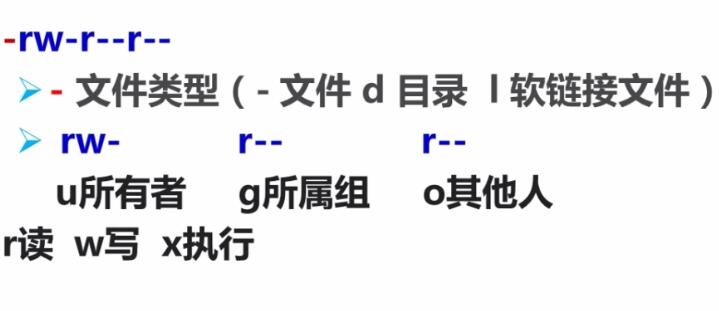 -rw-r--r--
- 文件类型（- 文件 d 目录 l 软链接文件）
rw- r-- r--
u所有者 g所属组 o其他人
r读 w写 x执行